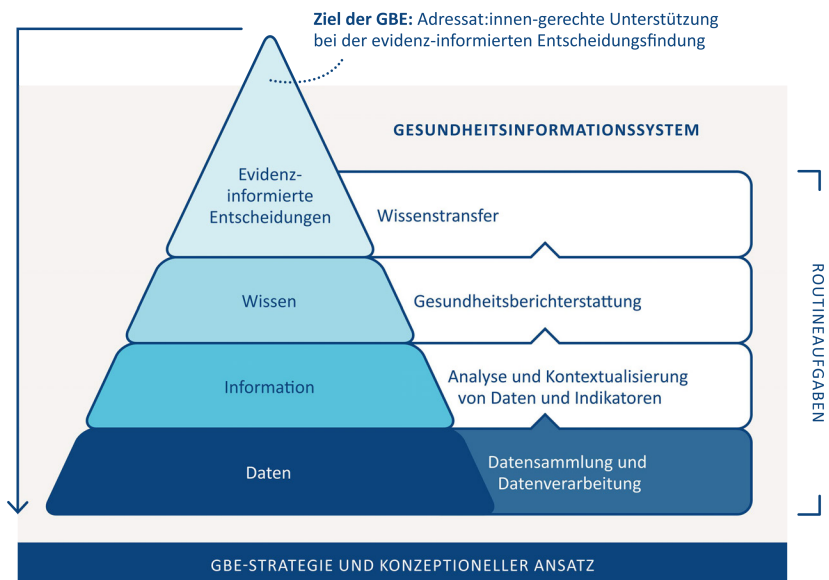 Ziel der GBE: Adressat:innen-gerechte Unterstützung
bei der evidenz-informierten Entscheidungsfindung
GESUNDHEITSINFORMATIONSSYSTEM
Evidenz-
informierte
Entscheidungen
Wissenstransfer
Wissen
Gesundheitsberichterstattung
Information
Analyse und Kontextualisierung
von Daten und Indikatoren
Daten
Datensammlung und
Datenverarbeitung
ROUTINEAUFGABEN
GBE-STRATEGIE UND KONZEPTIONELLER ANSATZ